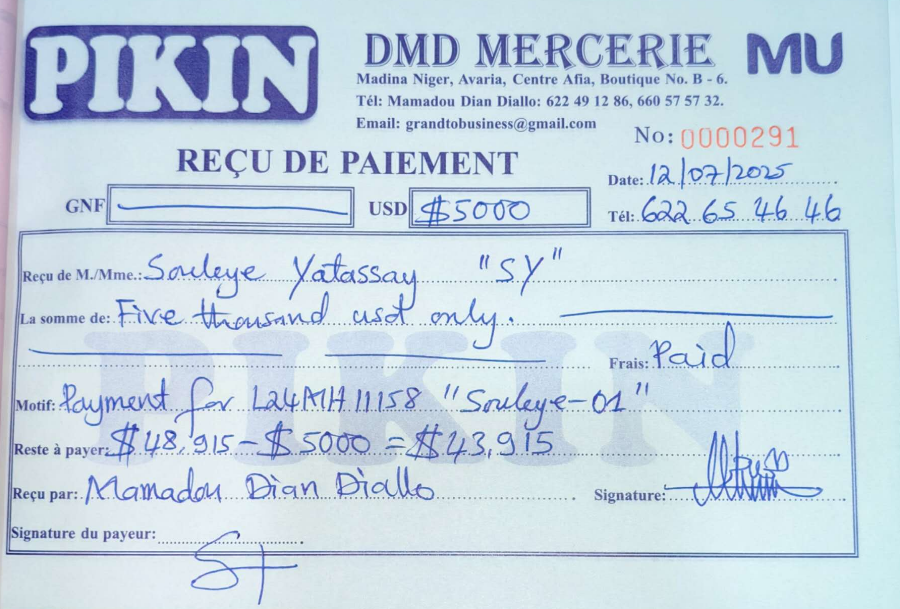 PIKIN
DMD MERCERIE
MU
Madina Niger, Avaria, Centre Afia, Boutique No. B - 6.
Tél: Mamadou Dian Diallo: 622 49 12 86, 660 57 57 32.
Email: grandtobusiness@gmail.com
No: 0000291
REÇU DE PAIEMENT
Date: 12/07/2025
GNF
USD $5000
Tél: 622 65 46 46
Reçu de M./Mme.: Souleye Yatassay "SY"
La somme de: Five thousand usdt only.
Frais: Paid
PIKIN
Motif: Payment for L24MH11158 "Souleye-01"
Reste à payer: $48,915-$5000 = $43,915
Reçu par: Mamadou Dian Diallo
Signature:
Signature du payeur: